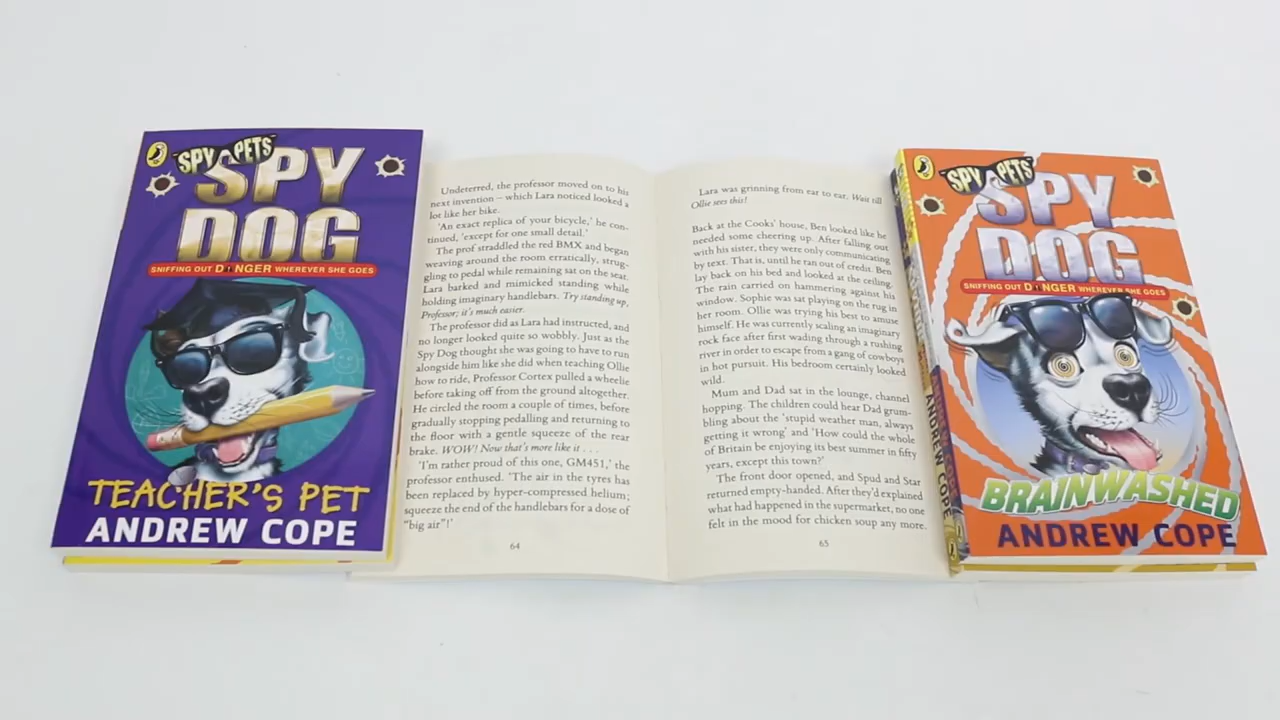 SPY PETS
SPY
DOG
SNIFFING OUT DANGER WHEREVER SHE GOES
TEACHER'S PET
ANDREW COPE
Undeterred, the professor moved on to his
next invention – which Lara noticed looked a
lot like her bike.
'An exact replica of your bicycle,' he con-
tinued, 'except for one small detail.'
The prof straddled the red BMX and began
weaving around the room erratically, strug-
gling to pedal while remaining sat on the seat.
Lara barked and mimicked standing while
holding imaginary handlebars. Try standing up,
Professor; it's much easier.
The professor did as Lara had instructed, and
no longer looked quite so wobbly. Just as the
Spy Dog thought she was going to have to run
alongside him like she did when teaching Ollie
how to ride, Professor Cortex pulled a wheelie
before taking off from the ground altogether.
He circled the room a couple of times, before
gradually stopping pedalling and returning to
the floor with a gentle squeeze of the rear
brake. WOW! Now that's more like it . . .
'I'm rather proud of this one, GM451,' the
professor enthused. 'The air in the tyres has
been replaced by hyper-compressed helium;
squeeze the end of the handlebars for a dose of
“big air”!'
64
Lara was grinning from ear to ear. Wait till
Ollie sees this!
Back at the Cooks' house, Ben looked like he
needed some cheering up. After falling out
with his sister, they were only communicating
by text. That is, until he ran out of credit. Ben
lay back on his bed and looked at the ceiling.
The rain carried on hammering against his
window. Sophie was sat playing on the rug in
her room. Ollie was trying his best to amuse
himself. He was currently scaling an imaginary
rock face after first wading through a rushing
river in order to escape from a gang of cowboys
in hot pursuit. His bedroom certainly looked
wild.
Mum and Dad sat in the lounge, channel
hopping. The children could hear Dad grum-
bling about the 'stupid weather man, always
getting it wrong' and 'How could the whole
of Britain be enjoying its best summer in fifty
years, except this town?'
The front door opened, and Spud and Star
returned empty-handed. After they'd explained
what had happened in the supermarket, no one
felt in the mood for chicken soup any more.
65
SPY PETS
SPY
DOG
SNIFFING OUT DANGER WHEREVER SHE GOES
BRAINWASHED
ANDREW COPE
ANDREW COPE